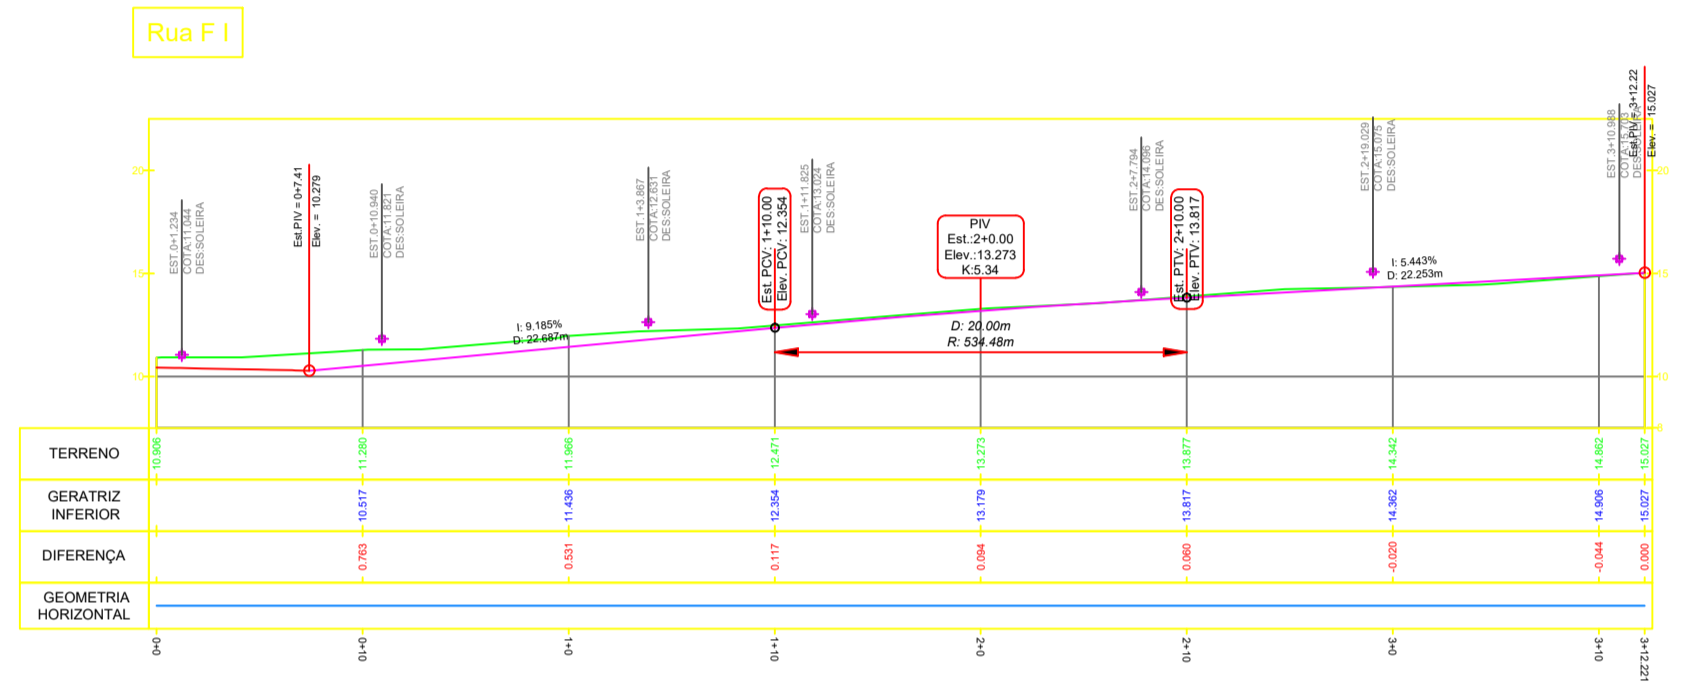 Rua F I
EST.0+1.234
COTA:11.044
DES:SOLEIRA
Est.PIV = 0+7.41
Elev. = 10.279
EST.0+10.940
COTA:11.821
DES:SOLEIRA
EST.1+3.867
COTA:12.631
DES:SOLEIRA
Est. PCV: 1+10.00
Elev. PCV: 12.354
EST.1+11.825
COTA:13.024
DES:SOLEIRA
PIV
Est.:2+0.00
Elev.:13.273
K:5.34
EST.2+7.794
COTA:14.096
DES:SOLEIRA
Est. PTV: 2+10.00
Elev. PTV: 13.817
EST.2+19.029
COTA:15.075
DES:SOLEIRA
EST.3+10.988
COTA:15.703
DES:SOLEIRA
Est.PIV = 3+12.22
Elev. = 15.027
20
15
10
20
15
10
8
I: 9.185%
D: 22.687m
D: 20.00m
R: 534.48m
I: 5.443%
D: 22.253m
TERRENO
10.906 11.280 11.966 12.471 13.273 13.877 14.342 14.862 15.027
GERATRIZ
INFERIOR
10.517 11.436 12.354 13.179 13.817 14.362 14.906 15.027
DIFERENÇA
0.763 0.531 0.117 0.094 0.060 -0.020 -0.044 0.000
GEOMETRIA
HORIZONTAL
0+0 0+10 1+0 1+10 2+0 2+10 3+0 3+10 3+12.221